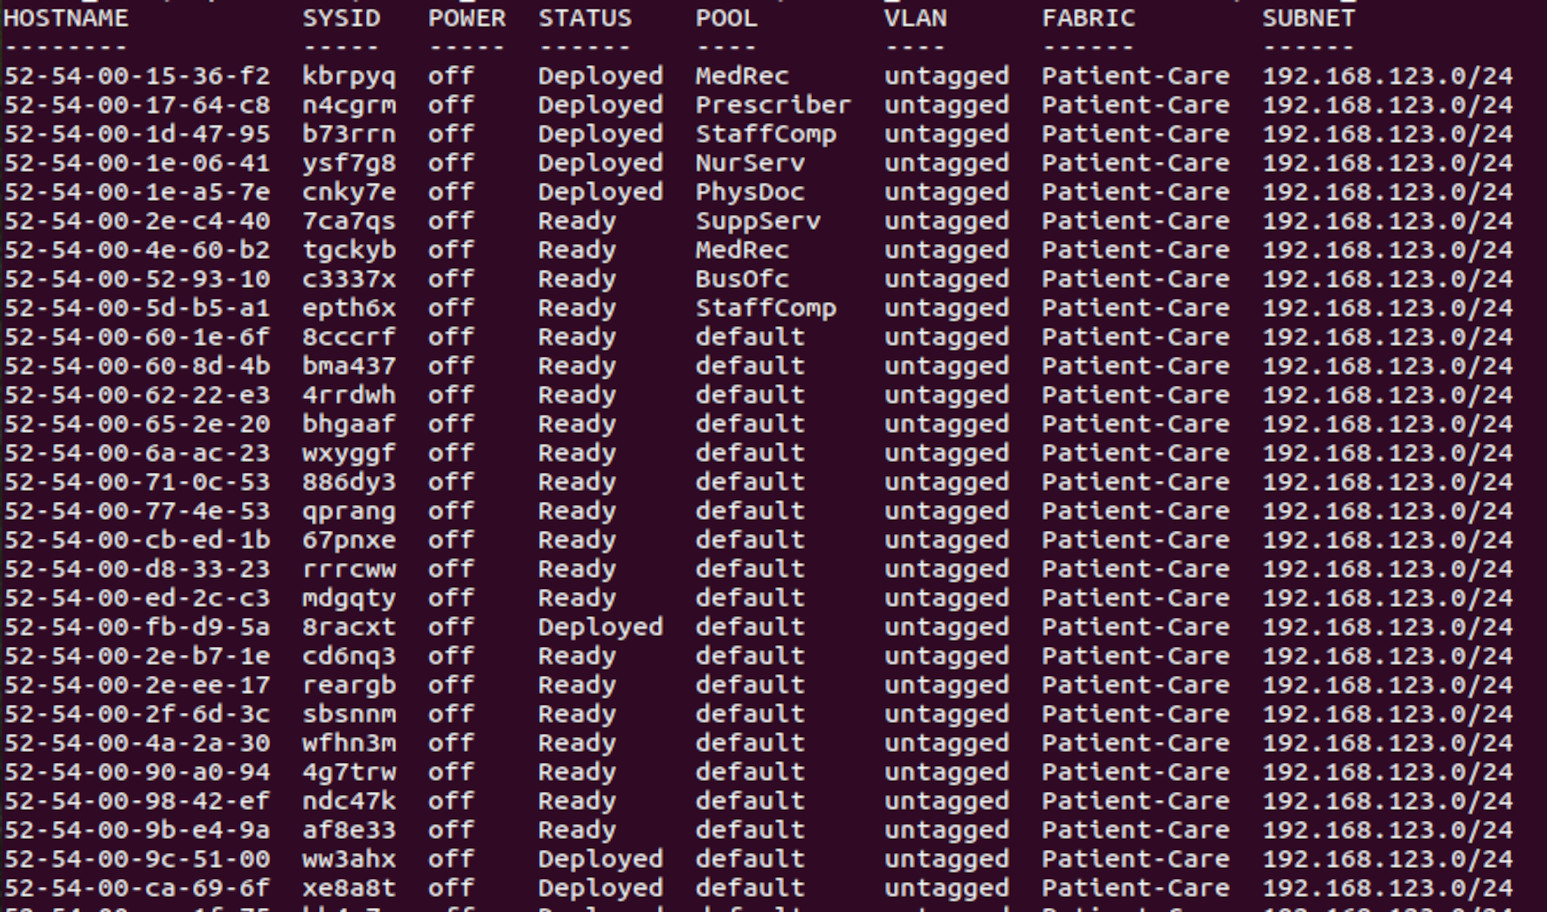 HOSTNAME SYSID POWER STATUS POOL VLAN FABRIC SUBNET
-------- ----- ----- ------ ---- ---- ------ ------
52-54-00-15-36-f2 kbrpyq off Deployed MedRec untagged Patient-Care 192.168.123.0/24
52-54-00-17-64-c8 n4cgrm off Deployed Prescriber untagged Patient-Care 192.168.123.0/24
52-54-00-1d-47-95 b73rrn off Deployed StaffComp untagged Patient-Care 192.168.123.0/24
52-54-00-1e-06-41 ysf7g8 off Deployed NurServ untagged Patient-Care 192.168.123.0/24
52-54-00-1e-a5-7e cnky7e off Deployed PhysDoc untagged Patient-Care 192.168.123.0/24
52-54-00-2e-c4-40 7ca7qs off Ready SuppServ untagged Patient-Care 192.168.123.0/24
52-54-00-4e-60-b2 tgckyb off Ready MedRec untagged Patient-Care 192.168.123.0/24
52-54-00-52-93-10 c3337x off Ready BusOfc untagged Patient-Care 192.168.123.0/24
52-54-00-5d-b5-a1 epth6x off Ready StaffComp untagged Patient-Care 192.168.123.0/24
52-54-00-60-1e-6f 8cccrf off Ready default untagged Patient-Care 192.168.123.0/24
52-54-00-60-8d-4b bma437 off Ready default untagged Patient-Care 192.168.123.0/24
52-54-00-62-22-e3 4rrdwh off Ready default untagged Patient-Care 192.168.123.0/24
52-54-00-65-2e-20 bhgaaf off Ready default untagged Patient-Care 192.168.123.0/24
52-54-00-6a-ac-23 wxyggf off Ready default untagged Patient-Care 192.168.123.0/24
52-54-00-71-0c-53 886dy3 off Ready default untagged Patient-Care 192.168.123.0/24
52-54-00-77-4e-53 qprang off Ready default untagged Patient-Care 192.168.123.0/24
52-54-00-cb-ed-1b 67pnxe off Ready default untagged Patient-Care 192.168.123.0/24
52-54-00-d8-33-23 rrrcww off Ready default untagged Patient-Care 192.168.123.0/24
52-54-00-ed-2c-c3 mdgqty off Ready default untagged Patient-Care 192.168.123.0/24
52-54-00-fb-d9-5a 8racxt off Deployed default untagged Patient-Care 192.168.123.0/24
52-54-00-2e-b7-1e cd6nq3 off Ready default untagged Patient-Care 192.168.123.0/24
52-54-00-2e-ee-17 reargb off Ready default untagged Patient-Care 192.168.123.0/24
52-54-00-2f-6d-3c sbsnnm off Ready default untagged Patient-Care 192.168.123.0/24
52-54-00-4a-2a-30 wfhn3m off Ready default untagged Patient-Care 192.168.123.0/24
52-54-00-90-a0-94 4g7trw off Ready default untagged Patient-Care 192.168.123.0/24
52-54-00-98-42-ef ndc47k off Ready default untagged Patient-Care 192.168.123.0/24
52-54-00-9b-e4-9a af8e33 off Ready default untagged Patient-Care 192.168.123.0/24
52-54-00-9c-51-00 ww3ahx off Deployed default untagged Patient-Care 192.168.123.0/24
52-54-00-ca-69-6f xe8a8t off Deployed default untagged Patient-Care 192.168.123.0/24